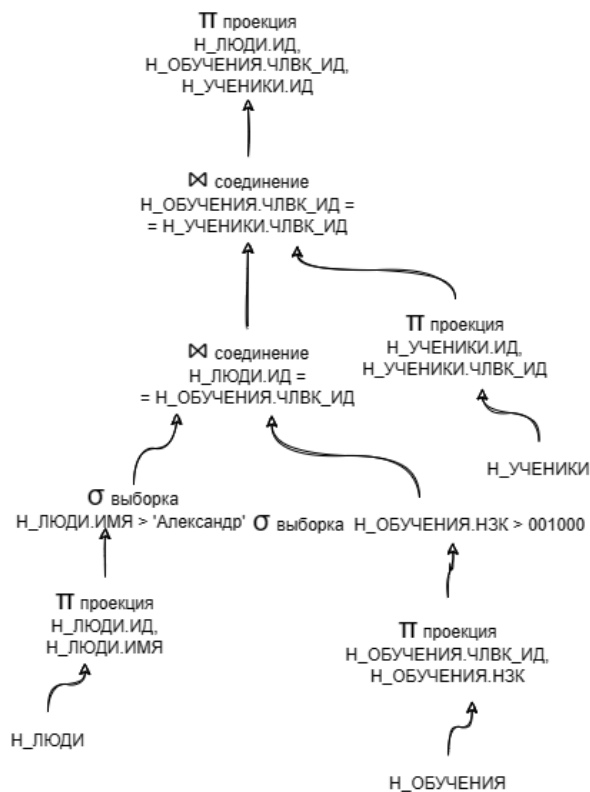 π проекция
Н_ЛЮДИ.ИД,
Н_ОБУЧЕНИЯ.ЧЛВК_ИД,
Н_УЧЕНИКИ.ИД
⋈ соединение
Н_ОБУЧЕНИЯ.ЧЛВК_ИД =
= Н_УЧЕНИКИ.ЧЛВК_ИД
π проекция
Н_УЧЕНИКИ.ИД,
Н_УЧЕНИКИ.ЧЛВК_ИД
⋈ соединение
Н_ЛЮДИ.ИД =
= Н_ОБУЧЕНИЯ.ЧЛВК_ИД
Н_УЧЕНИКИ
σ выборка
Н_ЛЮДИ.ИМЯ > 'Александр'
σ выборка Н_ОБУЧЕНИЯ.НЗК > 001000
π проекция
Н_ЛЮДИ.ИД,
Н_ЛЮДИ.ИМЯ
π проекция
Н_ОБУЧЕНИЯ.ЧЛВК_ИД,
Н_ОБУЧЕНИЯ.НЗК
Н_ЛЮДИ
Н_ОБУЧЕНИЯ